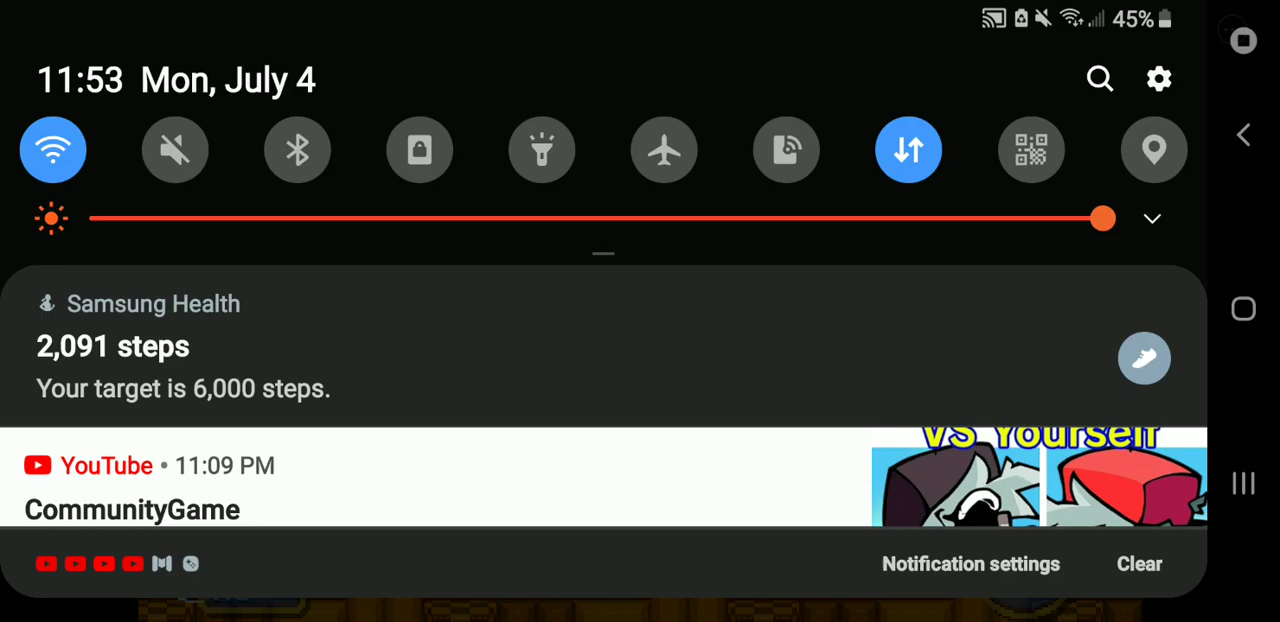 45%
11:53 Mon, July 4
Samsung Health
2,091 steps
Your target is 6,000 steps.
YouTube • 11:09 PM
VS Yourself
CommunityGame
Notification settings
Clear